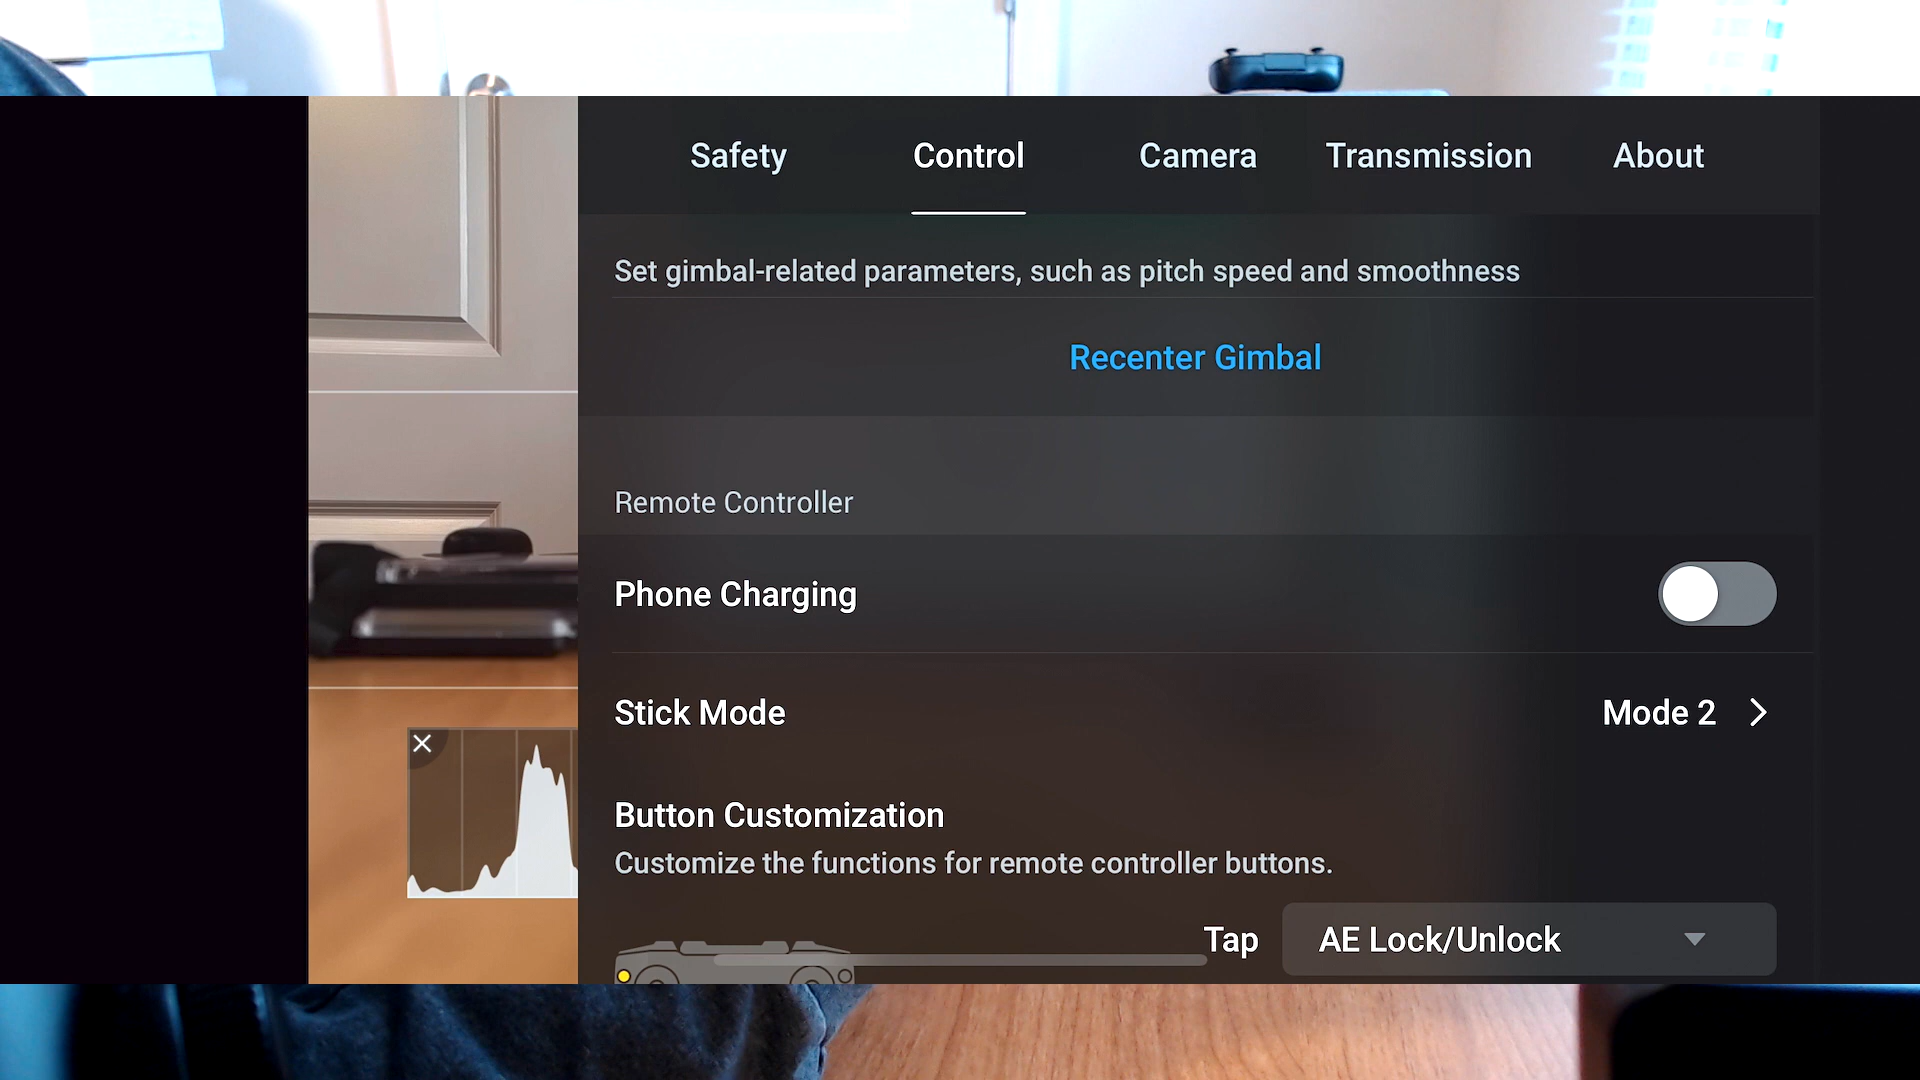 Safety Control Camera Transmission About
Set gimbal-related parameters, such as pitch speed and smoothness
Recenter Gimbal
Remote Controller
Phone Charging
Stick Mode Mode 2
Button Customization
Customize the functions for remote controller buttons.
Tap AE Lock/Unlock